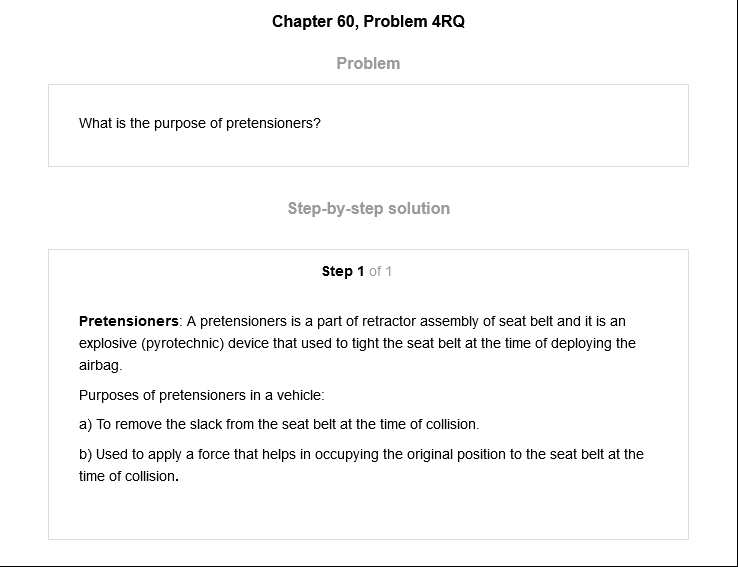 Chapter 60, Problem 4RQ
Problem
What is the purpose of pretensioners?
Step-by-step solution
Step 1 of 1
Pretensioners: A pretensioners is a part of retractor assembly of seat belt and it is an
explosive (pyrotechnic) device that used to tight the seat belt at the time of deploying the
airbag.
Purposes of pretensioners in a vehicle:
a) To remove the slack from the seat belt at the time of collision.
b) Used to apply a force that helps in occupying the original position to the seat belt at the
time of collision.